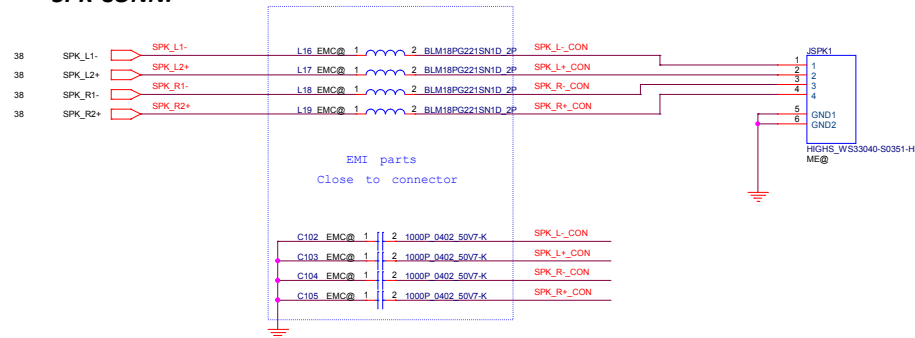 SPK CONN.
38 SPK_L1- SPK_L1- L16 EMC@ 1 2 BLM18PG221SN1D_2P SPK_L-_CON
38 SPK_L2+ SPK_L2+ L17 EMC@ 1 2 BLM18PG221SN1D_2P SPK_L+_CON
38 SPK_R1- SPK_R1- L18 EMC@ 1 2 BLM18PG221SN1D_2P SPK_R-_CON
38 SPK_R2+ SPK_R2+ L19 EMC@ 1 2 BLM18PG221SN1D_2P SPK_R+_CON
JSPK1
1 1
2 2
3 3
4 4
5 GND1
6 GND2
HIGHS_WS33040-S0351-H
ME@
EMI parts
Close to connector
C102 EMC@ 1 2 1000P_0402_50V7-K SPK_L-_CON
C103 EMC@ 1 2 1000P_0402_50V7-K SPK_L+_CON
C104 EMC@ 1 2 1000P_0402_50V7-K SPK_R-_CON
C105 EMC@ 1 2 1000P_0402_50V7-K SPK_R+_CON